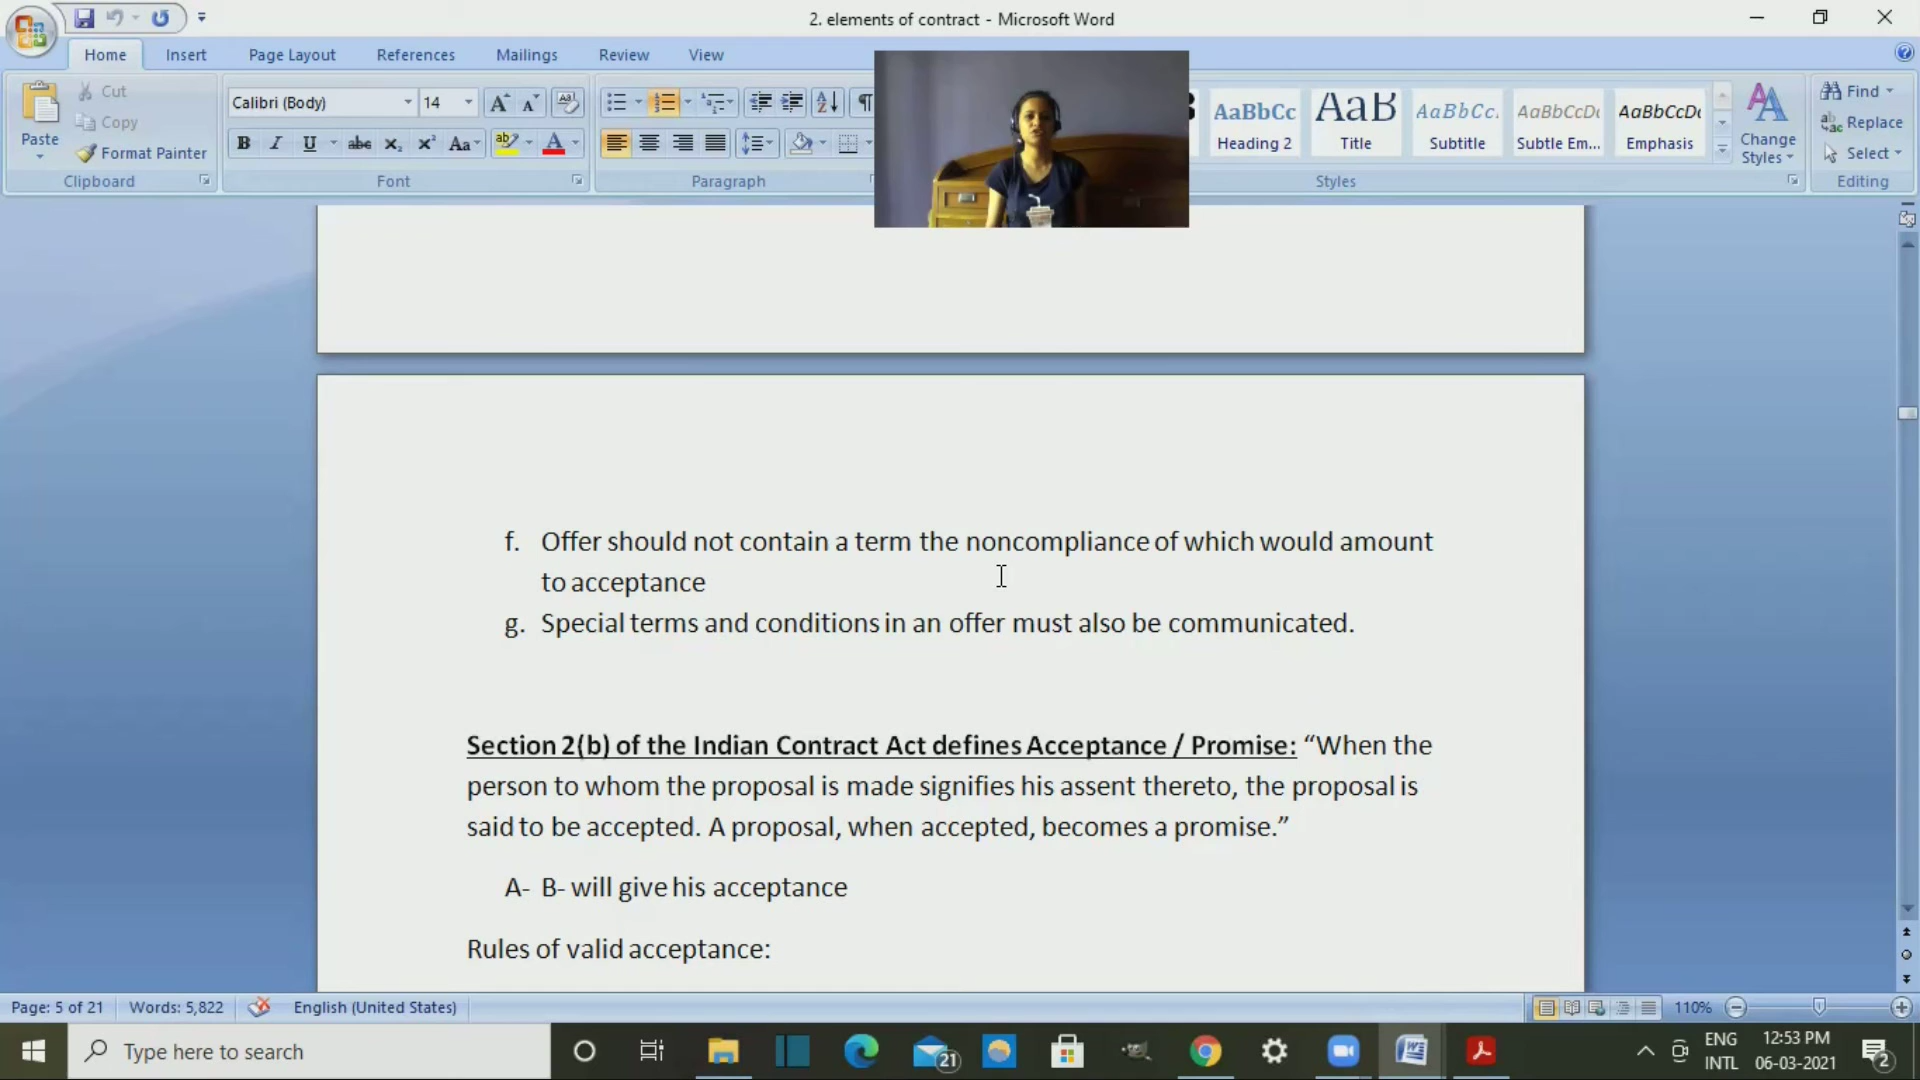 2. elements of contract - Microsoft Word
Home Insert Page Layout References Mailings Review View
Paste
Cut
Copy
Format Painter
Clipboard
Calibri (Body) 14
Font
Paragraph
AaBbCc AaB AaBbCc. AaBbCcDc AaBbCcDc
Heading 2 Title Subtitle Subtle Em... Emphasis
Change
Styles
Styles
Find
Replace
Select
Editing
f. Offer should not contain a term the noncompliance of which would amount
to acceptance
g. Special terms and conditions in an offer must also be communicated.
Section 2(b) of the Indian Contract Act defines Acceptance / Promise: “When the
person to whom the proposal is made signifies his assent thereto, the proposal is
said to be accepted. A proposal, when accepted, becomes a promise.”
A- B- will give his acceptance
Rules of valid acceptance:
Page: 5 of 21 Words: 5,822 English (United States) 110%
Type here to search
21
ENG 12:53 PM
INTL 06-03-2021
2